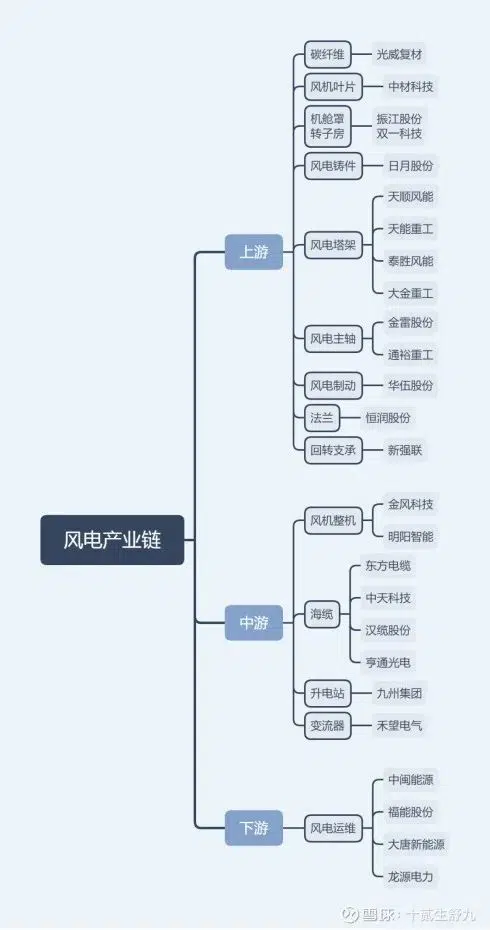 风电产业链
上游
碳纤维
光威复材
风机叶片
中材科技
机舱罩
转子房
振江股份
双一科技
风电铸件
日月股份
风电塔架
天顺风能
天能重工
泰胜风能
大金重工
风电主轴
金雷股份
通裕重工
风电制动
华伍股份
法兰
恒润股份
回转支承
新强联
中游
风机整机
金风科技
明阳智能
海缆
东方电缆
中天科技
汉缆股份
亨通光电
升电站
九州集团
变流器
禾望电气
下游
风电运维
中闽能源
福能股份
大唐新能源
龙源电力
雪球：十贰生舒九